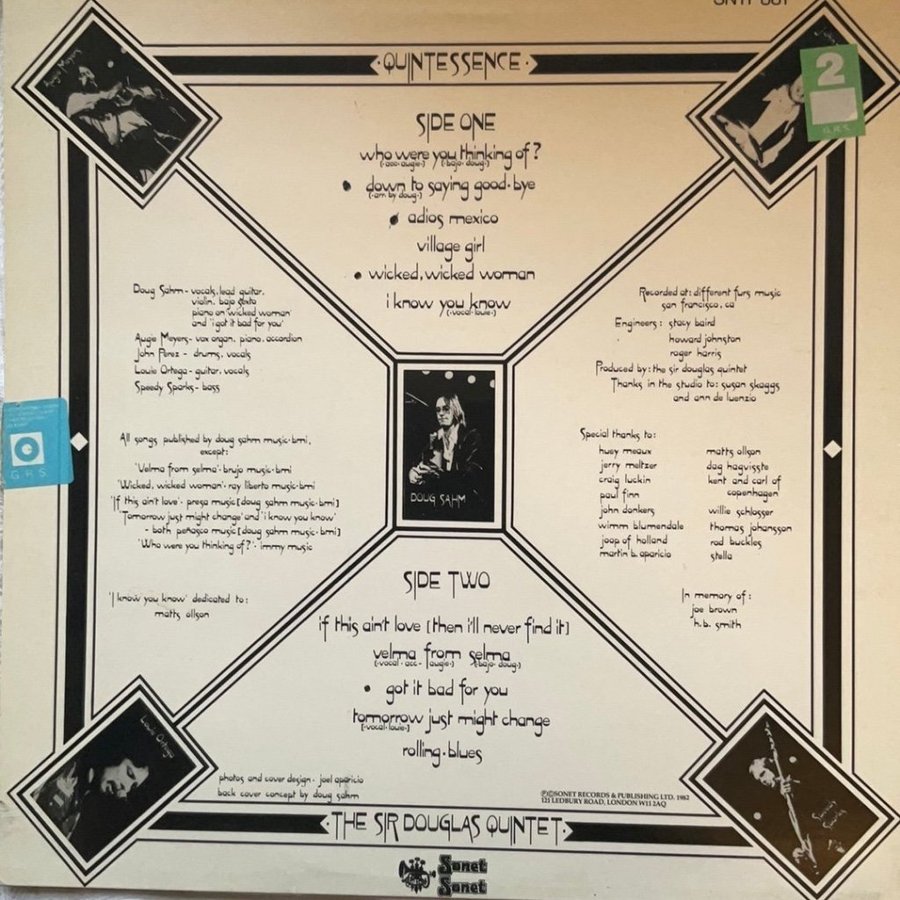 QUINTESSENCE
2
G.R.S
Augie Meyers
SIDE ONE
who were you thinking of?
(·acc·augie·) (·bajo·doug·)
down to saying good·bye
(·arr by doug·)
adios mexico
village girl
wicked, wicked woman
i know you know
(·vocal·louie·)
Doug Sahm - vocals, lead guitar,
violin, bajo sexto
piano on 'wicked woman'
and 'i got it bad for you'
Augie Meyers - vox organ, piano, accordion
John Perez - drums, vocals
Louie Ortega - guitar, vocals
Speedy Sparks - bass
Recorded at: different furs music
san francisco, ca
Engineers: stacy baird
howard johnston
roger harris
Produced by: the sir douglas quintet
Thanks in the studio to: susan skaggs
and ann de luenzio
G.R.S
All songs published by doug sahm music·bmi,
except:
'Velma from selma'· brujo music·bmi
'Wicked, wicked woman'· ray liberto music·bmi
'If this ain't love'· presa music [doug sahm music·bmi]
'Tomorrow just might change' and 'i know you know'
- both peñasco music [doug sahm music·bmi]
'Who were you thinking of?'· immy music
'I know you know' dedicated to:
matts ollson
DOUG SAHM
Special thanks to:
huey meaux
jerry meltzer
craig luckin
paul finn
john donkers
wimm blumendale
joop of holland
martin b. aparicio
matts ollson
dag hagviste
kent and carl of
copenhagen
willie schlosser
thomas johansson
rod buckles
stella
In memory of:
joe brown
h.b. smith
SIDE TWO
if this ain't love [then i'll never find it]
velma from selma
(·vocal·acc· [augie·) (·bajo·doug·)
got it bad for you
tomorrow just might change
[·vocal·louie·]
rolling·blues
Louie Ortega
Speedy Sparks
photos and cover design - joel aparicio
back cover concept by doug sahm
ⓅⒸSONET RECORDS & PUBLISHING LTD. 1982
121 LEDBURY ROAD, LONDON W11 2AQ
·THE SIR DOUGLAS QUINTET·
Sonet
Sonet